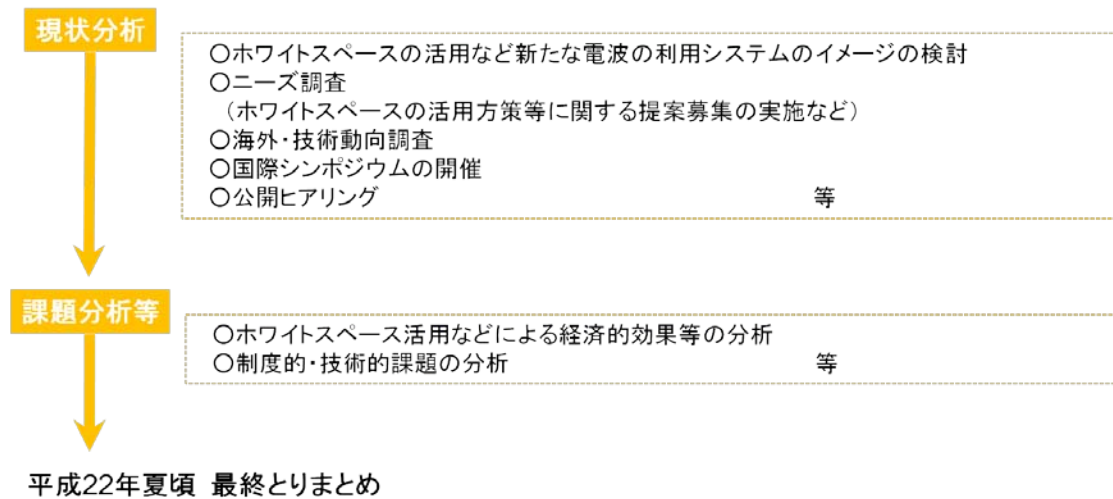 現状分析
○ホワイトスペースの活用など新たな電波の利用システムのイメージの検討
○ニーズ調査
（ホワイトスペースの活用方策等に関する提案募集の実施など）
○海外・技術動向調査
○国際シンポジウムの開催
○公開ヒアリング 等
課題分析等
○ホワイトスペース活用などによる経済的効果等の分析
○制度的・技術的課題の分析 等
平成22年夏頃 最終とりまとめ